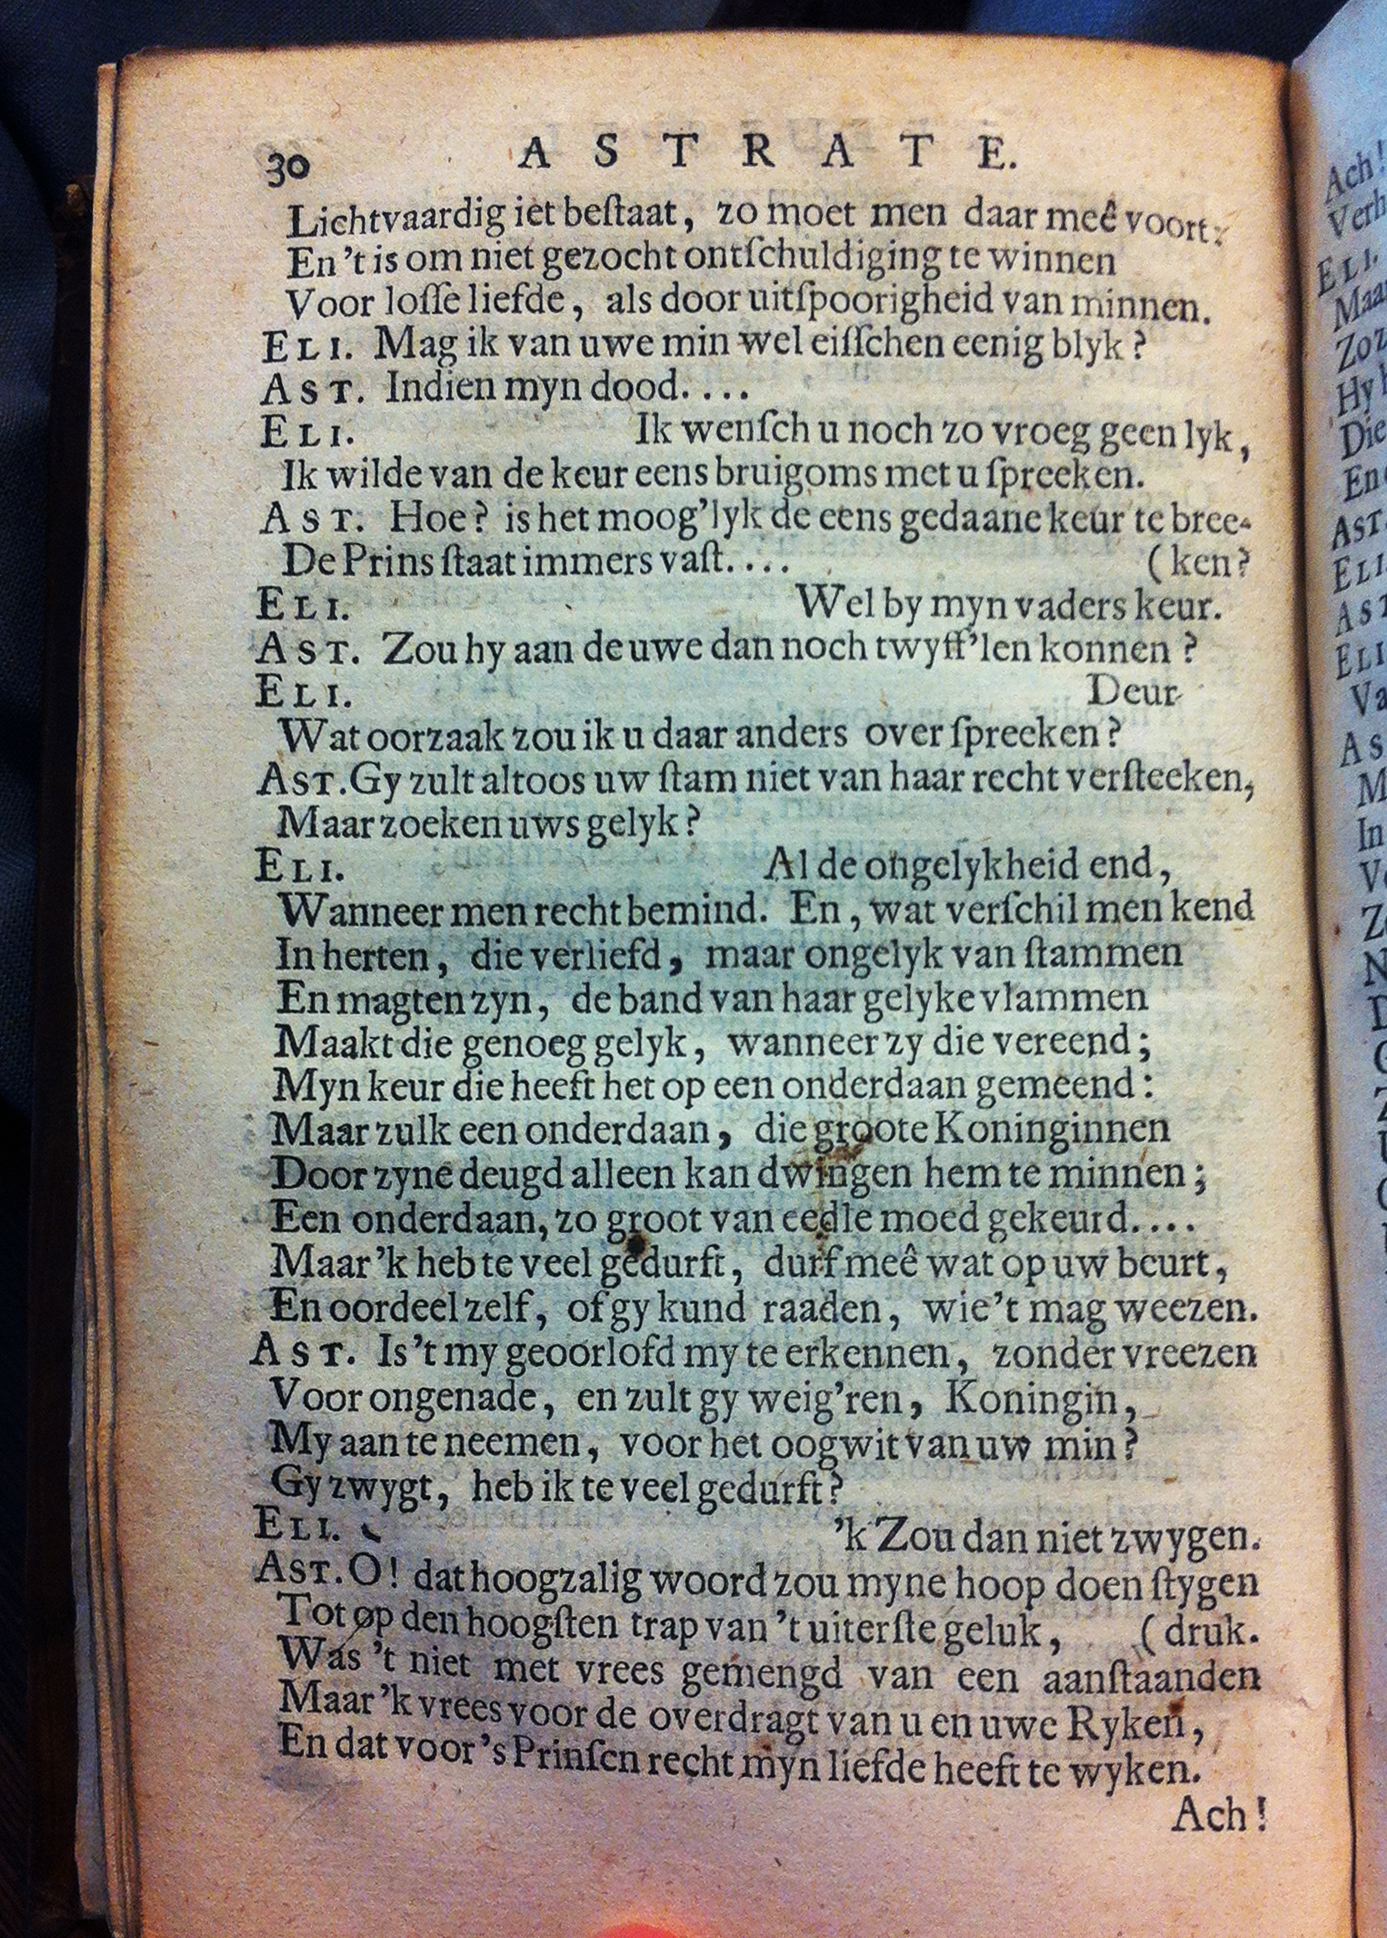 30 ASTRATE.
Lichtvaardig iet beſtaat, zo moet men daar meê voort:
En 't is om niet gezocht ontſchuldiging te winnen
Voor loſſe liefde, als door uitſpoorigheid van minnen.
ELI. Mag ik van uwe min wel eiſſchen eenig blyk?
AST. Indien myn dood....
ELI. Ik wenſch u noch zo vroeg geen lyk,
Ik wilde van de keur eens bruigoms met u ſpreeken.
AST. Hoe? is het moog'lyk de eens gedaane keur te bree-
De Prins ſtaat immers vaſt.... (ken?
ELI. Wel by myn vaders keur.
AST. Zou hy aan de uwe dan noch twyff'len konnen?
ELI. Deur
Wat oorzaak zou ik u daar anders over ſpreeken?
AST. Gy zult altoos uw ſtam niet van haar recht verſteeken,
Maar zoeken uws gelyk?
ELI. Al de ongelykheid end,
Wanneer men recht bemind. En, wat verſchil men kend
In herten, die verliefd, maar ongelyk van ſtammen
En magten zyn, de band van haar gelyke vlammen
Maakt die genoeg gelyk, wanneer zy die vereend;
Myn keur die heeft het op een onderdaan gemeend:
Maar zulk een onderdaan, die groote Koninginnen
Door zyne deugd alleen kan dwingen hem te minnen;
Een onderdaan, zo groot van eedle moed gekeurd....
Maar 'k heb te veel gedurft, durf meê wat op uw beurt,
En oordeel zelf, of gy kund raaden, wie 't mag weezen.
AST. Is 't my geoorlofd my te erkennen, zonder vreezen
Voor ongenade, en zult gy weig'ren, Koningin,
My aan te neemen, voor het oogwit van uw min?
Gy zwygt, heb ik te veel gedurft?
ELI. 'k Zou dan niet zwygen.
AST. O! dat hoogzalig woord zou myne hoop doen ſtygen
Tot op den hoogſten trap van 't uiterſte geluk, (druk.
Was 't niet met vrees gemengd van een aanſtaanden
Maar 'k vrees voor de overdragt van u en uwe Ryken,
En dat voor 's Prinſen recht myn liefde heeft te wyken.
Ach!
Ach!
Verh
ELI.
Maa
Zo z
Hy
Die
En
AST
ELI.
AST
ELI
Va
AS
M
In